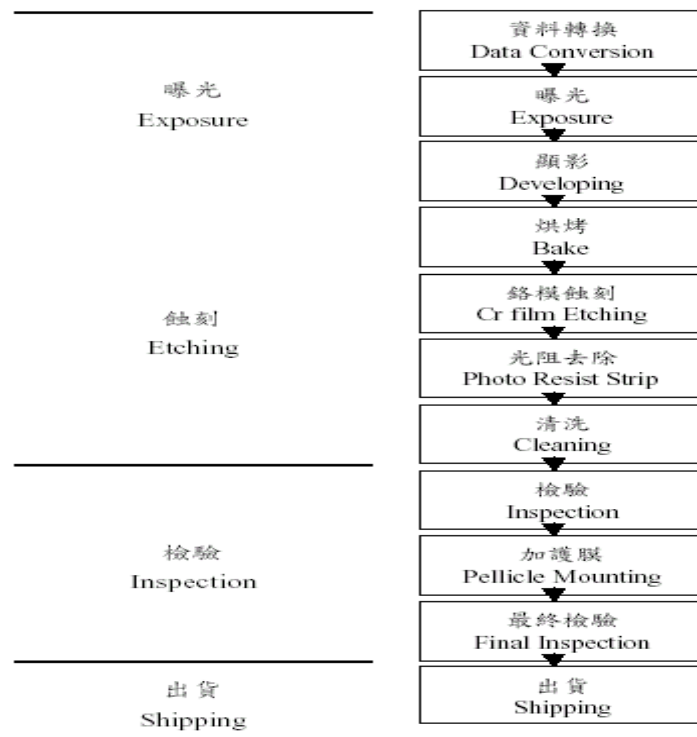 曝光
Exposure
蝕刻
Etching
檢驗
Inspection
出貨
Shipping
資料轉換
Data Conversion
曝光
Exposure
顯影
Developing
烘烤
Bake
鉻模蝕刻
Cr film Etching
光阻去除
Photo Resist Strip
清洗
Cleaning
檢驗
Inspection
加護膜
Pellicle Mounting
最終檢驗
Final Inspection
出貨
Shipping